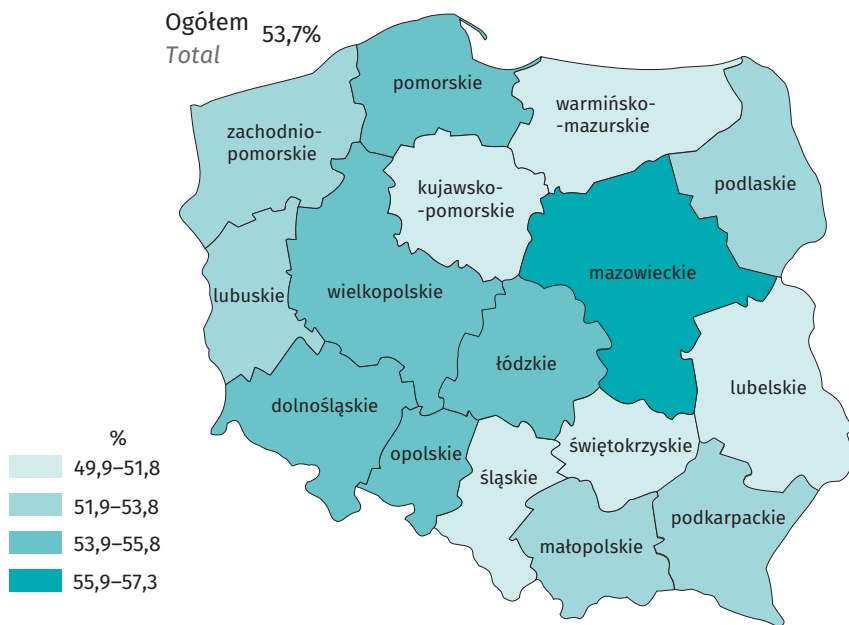 Ogółem 53,7%
Total
pomorskie
warmińsko-
-mazurskie
zachodnio-
pomorskie
podlaskie
kujawsko-
-pomorskie
mazowieckie
lubuskie
wielkopolskie
łódzkie
lubelskie
dolnośląskie
opolskie
świętokrzyskie
śląskie
podkarpackie
małopolskie
%
49,9–51,8
51,9–53,8
53,9–55,8
55,9–57,3